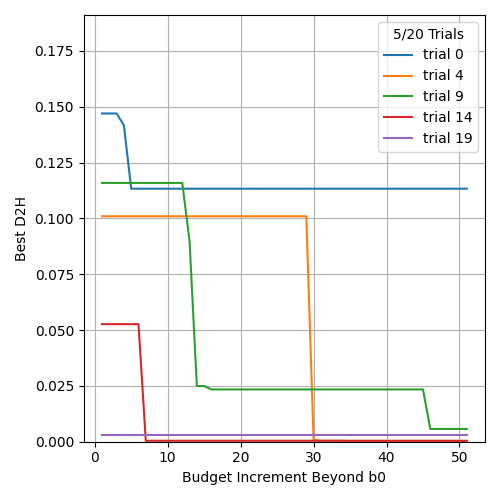 5/20 Trials
trial 0
trial 4
trial 9
trial 14
trial 19
0.175
0.150
0.125
0.100
0.075
0.050
0.025
0.000
Best D2H
0 10 20 30 40 50
Budget Increment Beyond b0